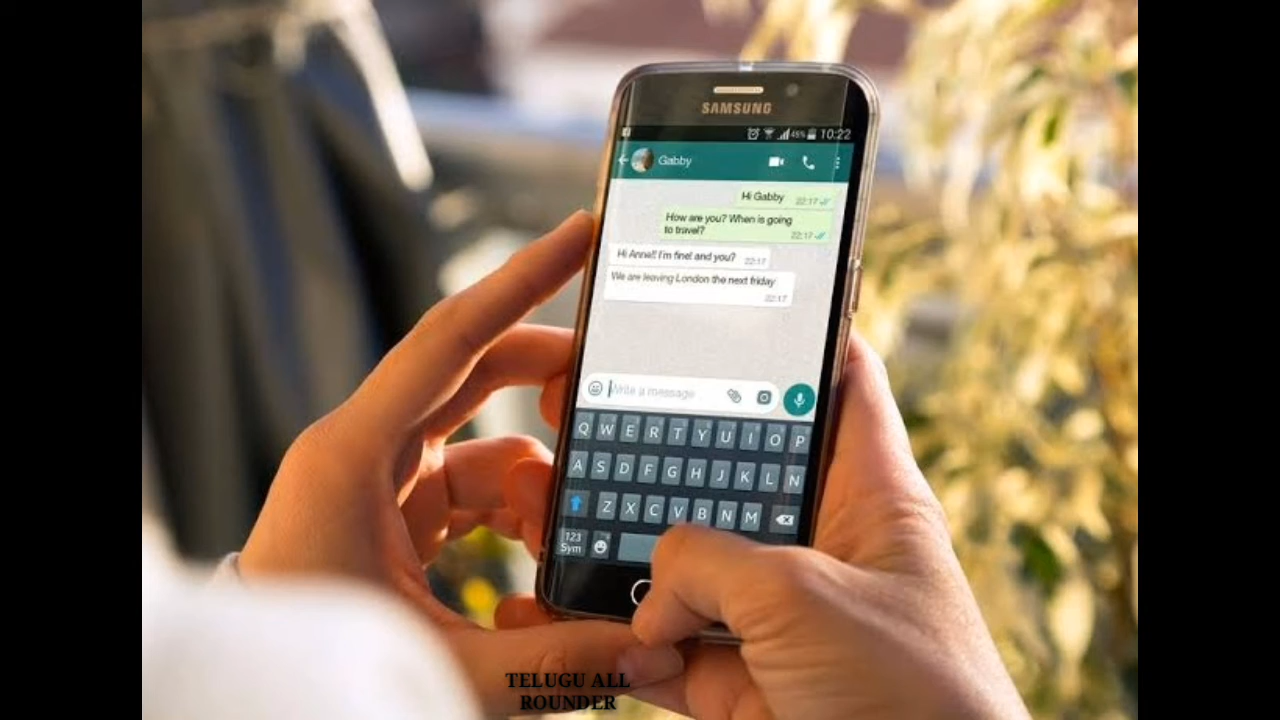 SAMSUNG
45% 10:22
Gabby
Hi Gabby 22:17
How are you? When is going
to travel?
22:17
Hi Anna!! I'm fine! and you? 22:17
We are leaving London the next friday
22:17
Write a message
Q W E R T Y U I O P
A S D F G H J K L N
Z X C V B N M
123
Sym
TELUGU ALL
ROUNDER